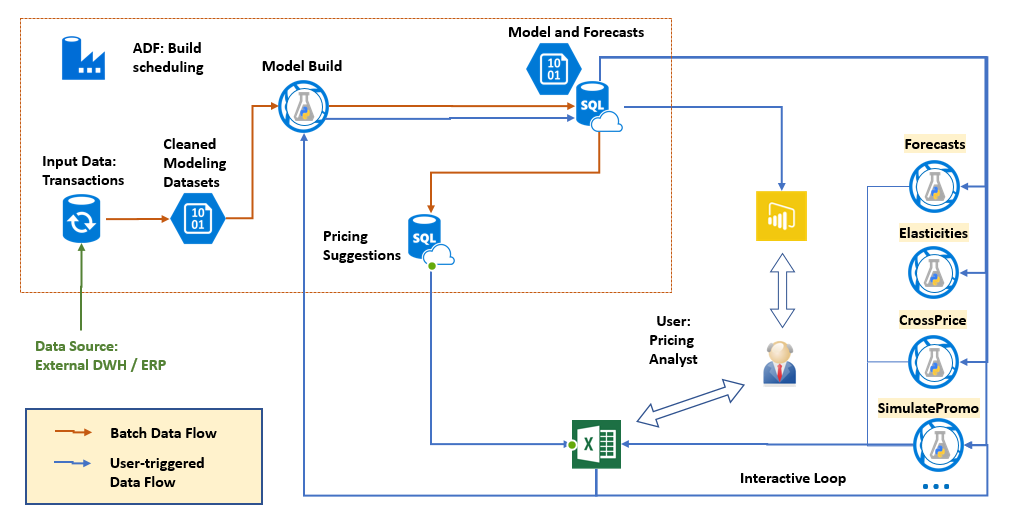 Model and Forecasts
ADF: Build
scheduling
Model Build
10
01
SQL
Cleaned
Modeling
Datasets
Input Data:
Transactions
10
01
Forecasts
SQL
Pricing
Suggestions
Elasticities
CrossPrice
User:
Pricing
Analyst
Data Source:
External DWH / ERP
SimulatePromo
Batch Data Flow
User-triggered
Data Flow
X
Interactive Loop